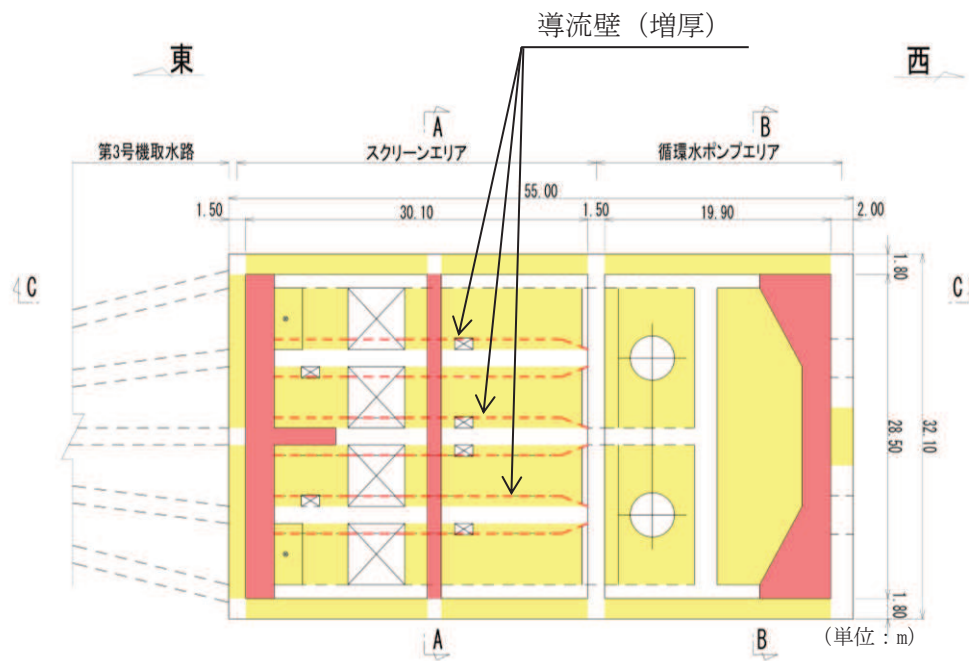 導流壁（増厚）
東
西
A
B
第3号機取水路
スクリーンエリア
循環水ポンプエリア
55.00
1.50
30.10
1.50
19.90
2.00
1.80
C
C
28.50
32.10
1.80
A
B
（単位：m）